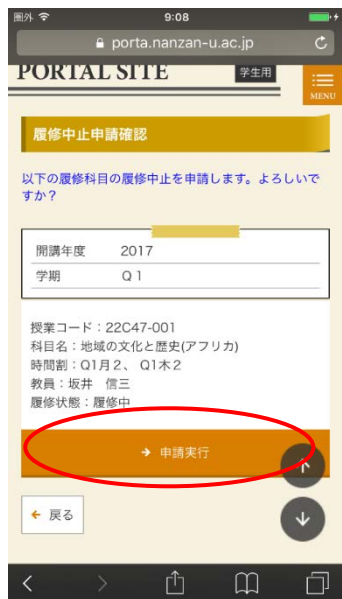 圏外 9:08
porta.nanzan-u.ac.jp
PORTAL SITE 学生用
MENU
履修中止申請確認
以下の履修科目の履修中止を申請します。よろしいで
すか？
開講年度 2017
学期 Q 1
授業コード：22C47-001
科目名：地域の文化と歴史(アフリカ)
時間割：Q1月2、 Q1木2
教員：坂井 信三
履修状態：履修中
→ 申請実行
← 戻る